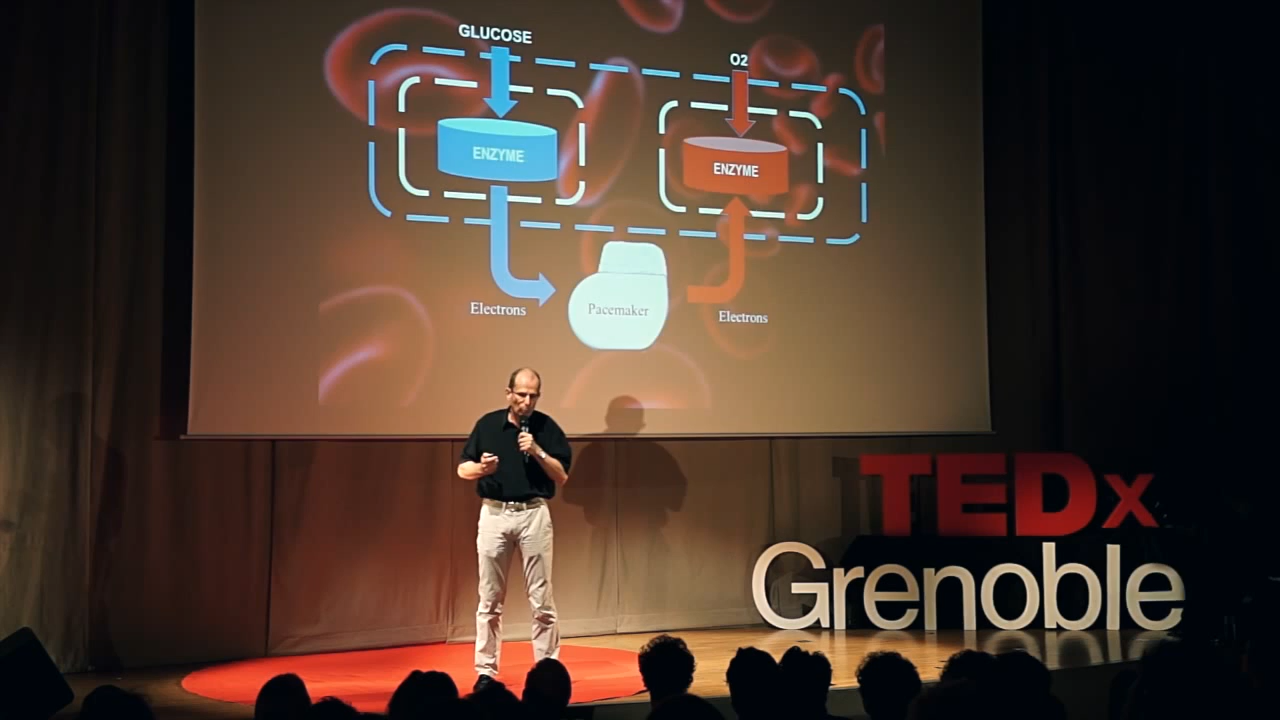 GLUCOSE
O2
ENZYME
ENZYME
Electrons
Pacemaker
Electrons
TEDx
Grenoble